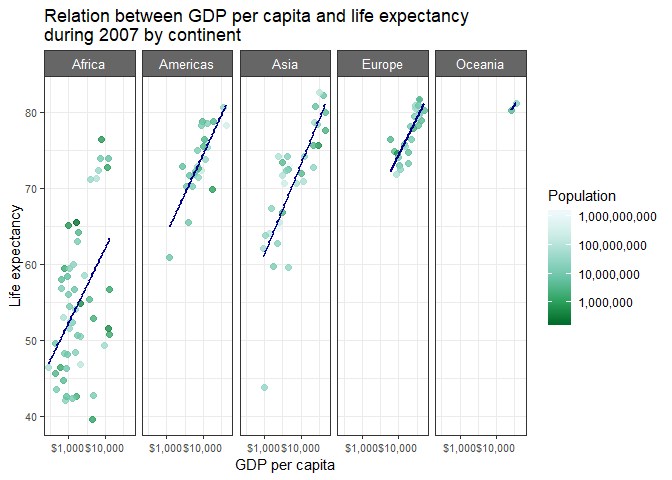 Relation between GDP per capita and life expectancy
during 2007 by continent
Africa Americas Asia Europe Oceania
80
70
60
50
40
Life expectancy
$1,000 $10,000 $1,000 $10,000 $1,000 $10,000 $1,000 $10,000 $1,000 $10,000
GDP per capita
Population
1,000,000,000
100,000,000
10,000,000
1,000,000